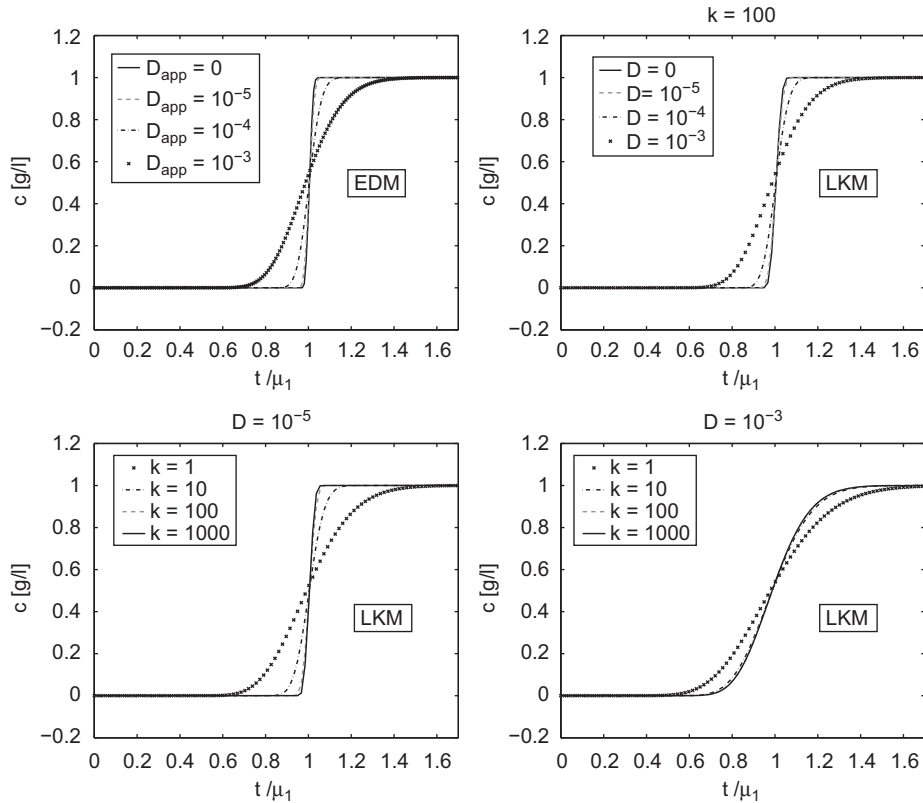 1.2
1
0.8
0.6
0.4
0.2
0
−0.2
c [g/l]
D_app = 0
D_app = 10⁻⁵
D_app = 10⁻⁴
D_app = 10⁻³
EDM
0 0.2 0.4 0.6 0.8 1 1.2 1.4 1.6
t /μ₁
k = 100
1.2
1
0.8
0.6
0.4
0.2
0
−0.2
c [g/l]
D = 0
D= 10⁻⁵
D = 10⁻⁴
D = 10⁻³
LKM
0 0.2 0.4 0.6 0.8 1 1.2 1.4 1.6
t /μ₁
D = 10⁻⁵
1.2
1
0.8
0.6
0.4
0.2
0
−0.2
c [g/l]
k = 1
k = 10
k = 100
k = 1000
LKM
0 0.2 0.4 0.6 0.8 1 1.2 1.4 1.6
t /μ₁
D = 10⁻³
1.2
1
0.8
0.6
0.4
0.2
0
−0.2
c [g/l]
k = 1
k = 10
k = 100
k = 1000
LKM
0 0.2 0.4 0.6 0.8 1 1.2 1.4 1.6
t /μ₁